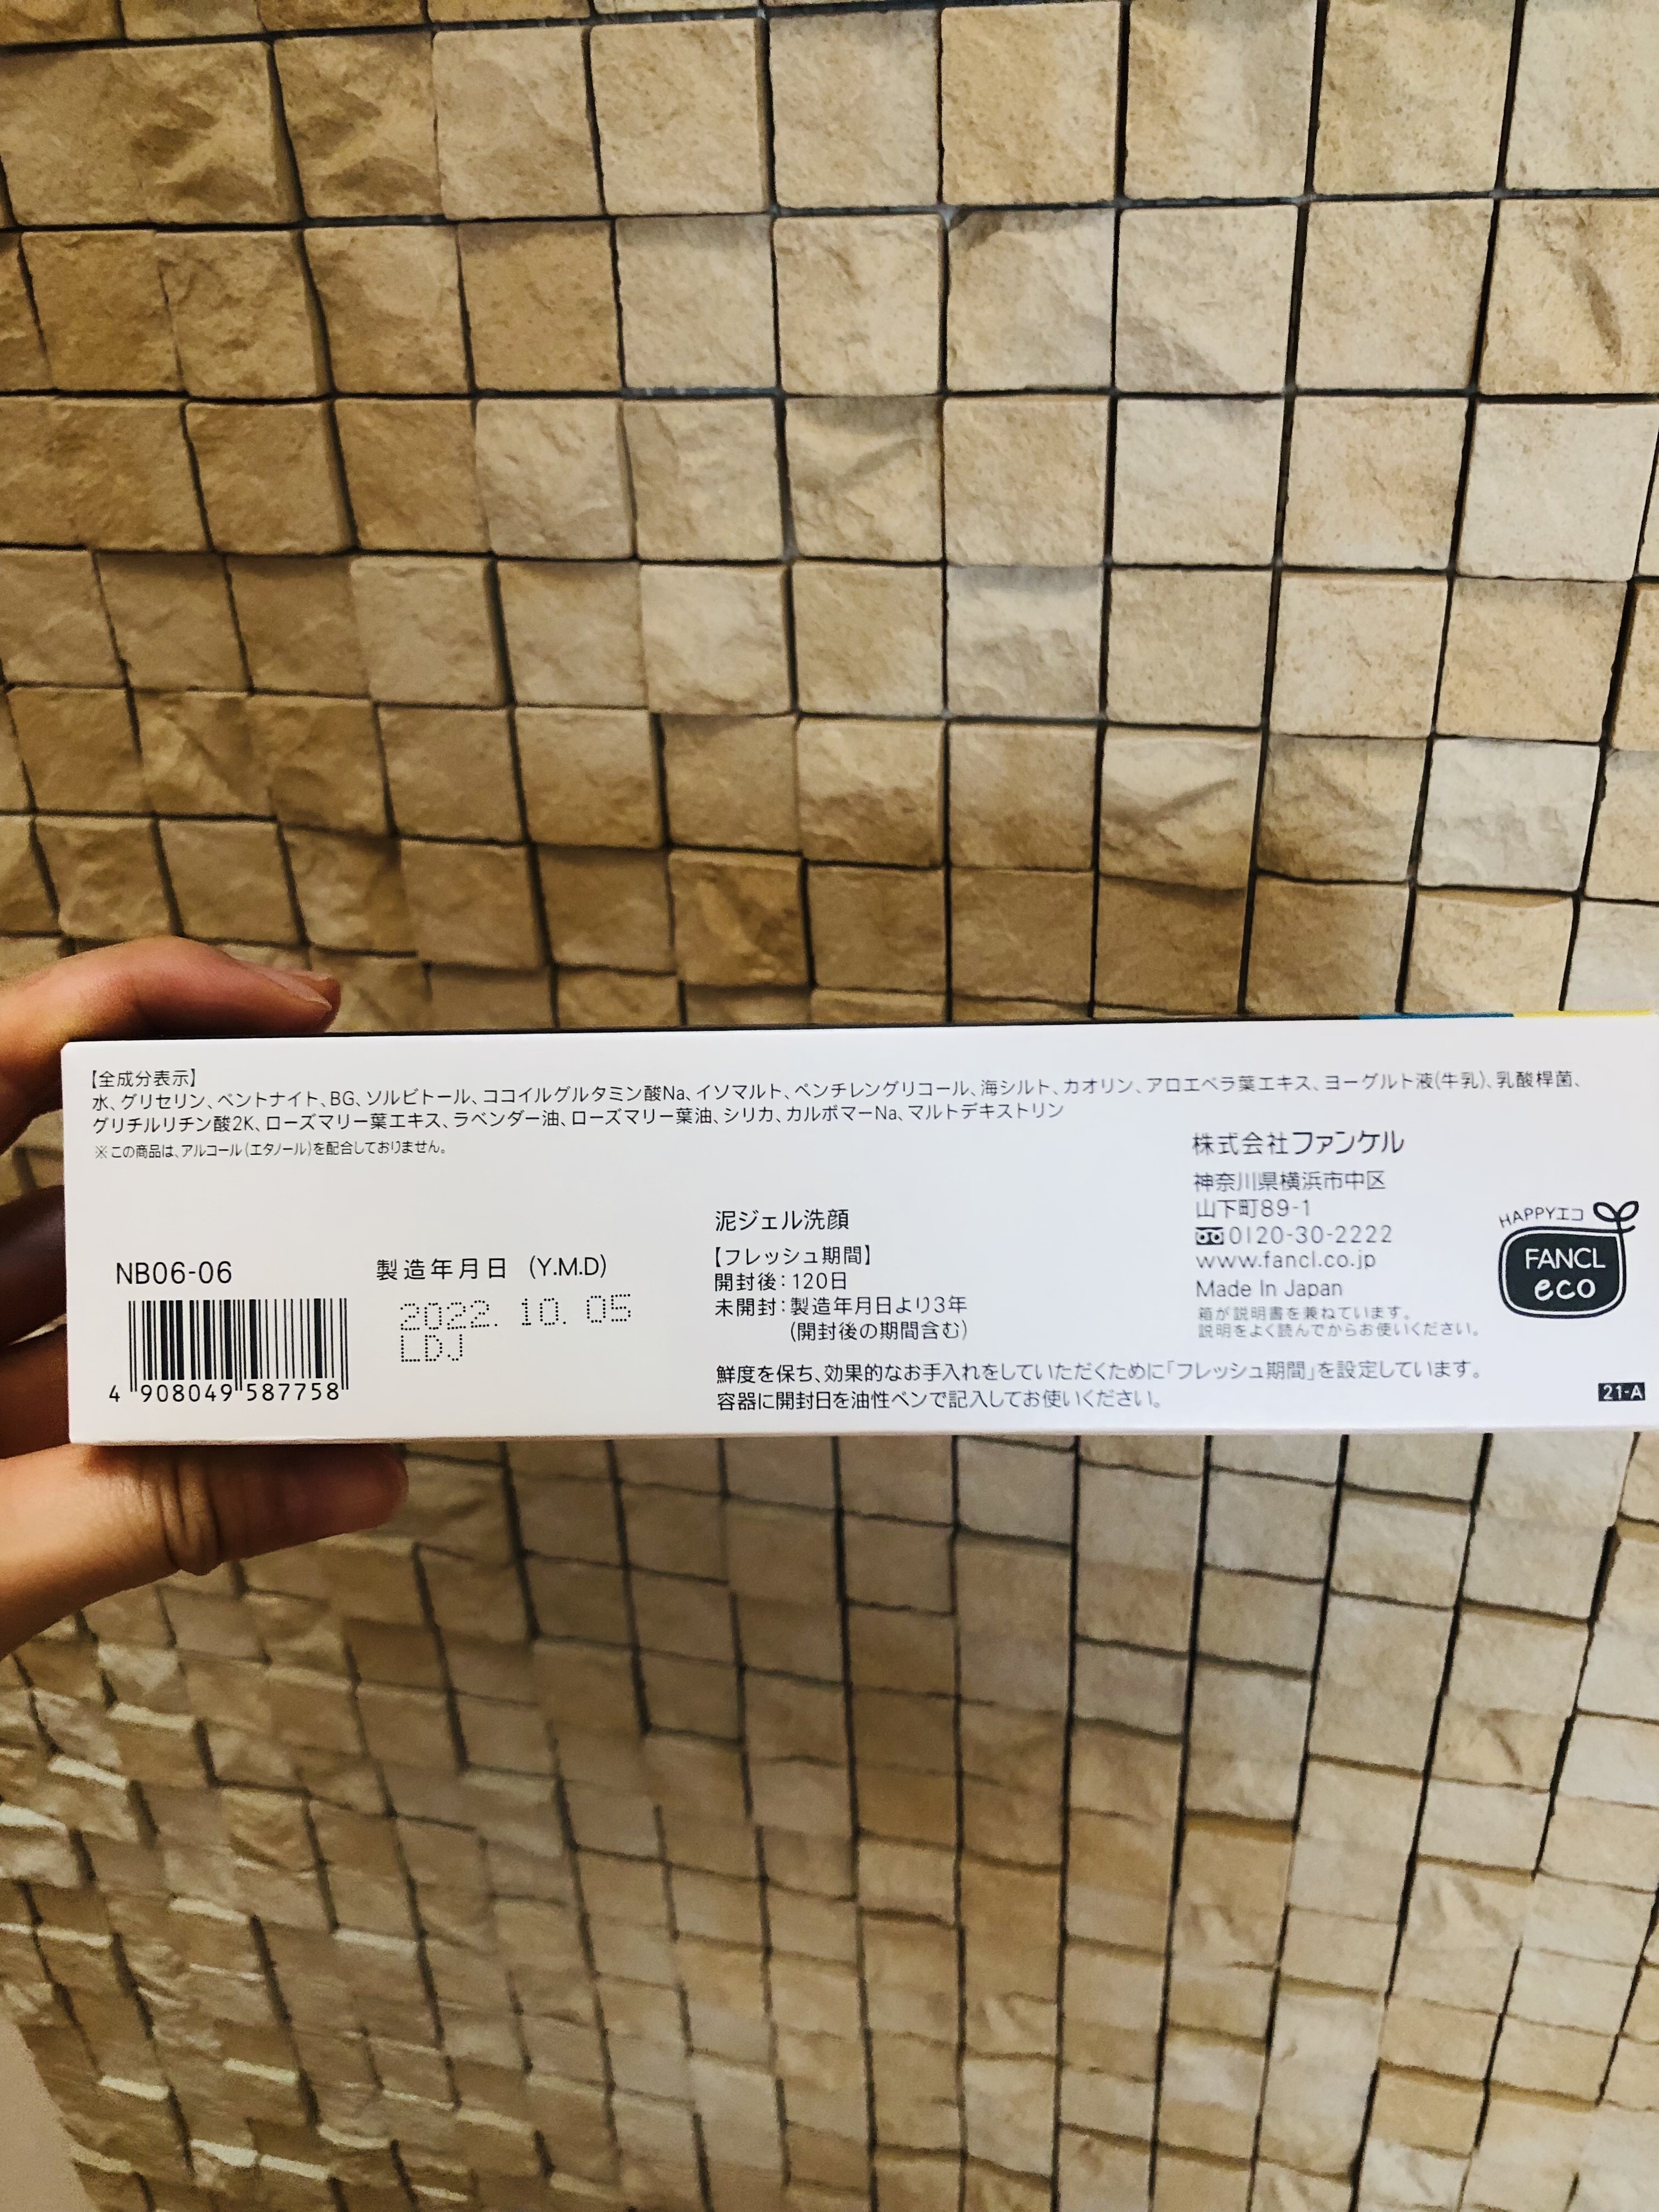 【全成分表示】
水、グリセリン、ベントナイト、BG、ソルビトール、ココイルグルタミン酸Na、イソマルト、ペンチレングリコール、海シルト、カオリン、アロエベラ葉エキス、ヨーグルト液(牛乳)、乳酸桿菌、
グリチルリチン酸2K、ローズマリー葉エキス、ラベンダー油、ローズマリー葉油、シリカ、カルボマーNa、マルトデキストリン
※この商品は、アルコール(エタノール)を配合しておりません。
NB06-06
4 908049 587758
製造年月日 (Y.M.D)
2022. 10. 05
LDJ
泥ジェル洗顔
【フレッシュ期間】
開封後:120日
未開封:製造年月日より3年
(開封後の期間含む)
鮮度を保ち、効果的なお手入れをしていただくために「フレッシュ期間」を設定しています。
容器に開封日を油性ペンで記入してお使いください。
株式会社ファンケル
神奈川県横浜市中区
山下町89-1
0120-30-2222
www.fancl.co.jp
Made In Japan
箱が説明書を兼ねています。
説明をよく読んでからお使いください。
HAPPYエコ
FANCL
eco
21-A